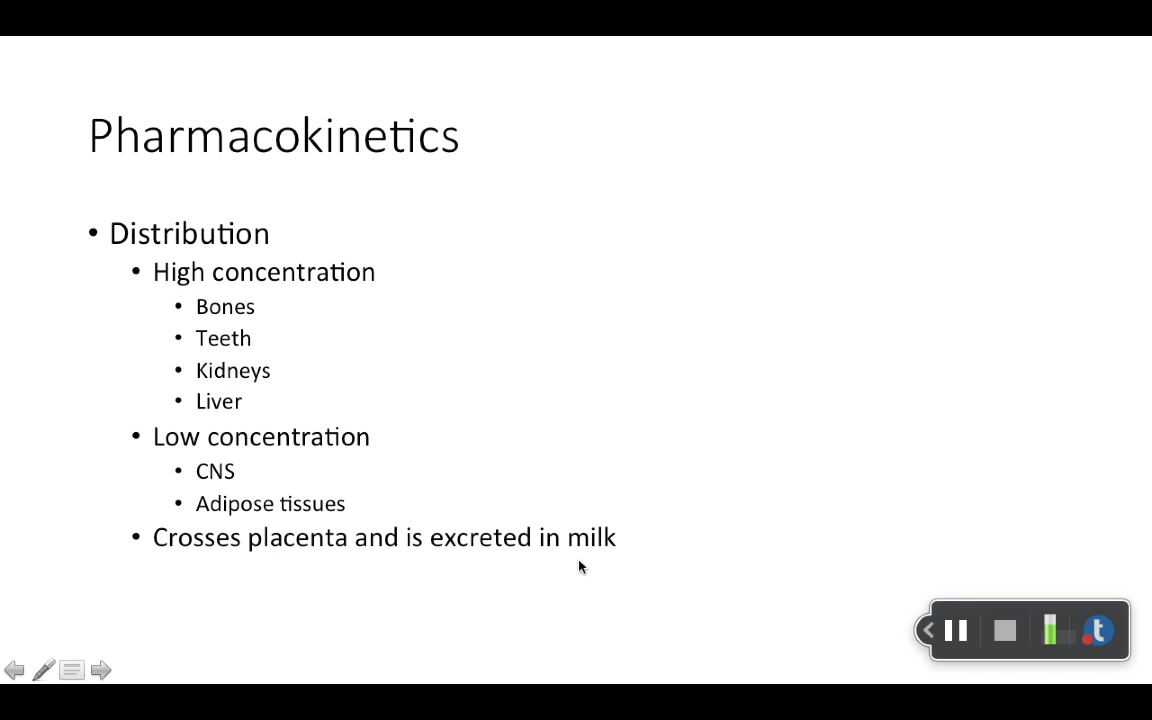 Pharmacokinetics
• Distribution
• High concentration
• Bones
• Teeth
• Kidneys
• Liver
• Low concentration
• CNS
• Adipose tissues
• Crosses placenta and is excreted in milk
t